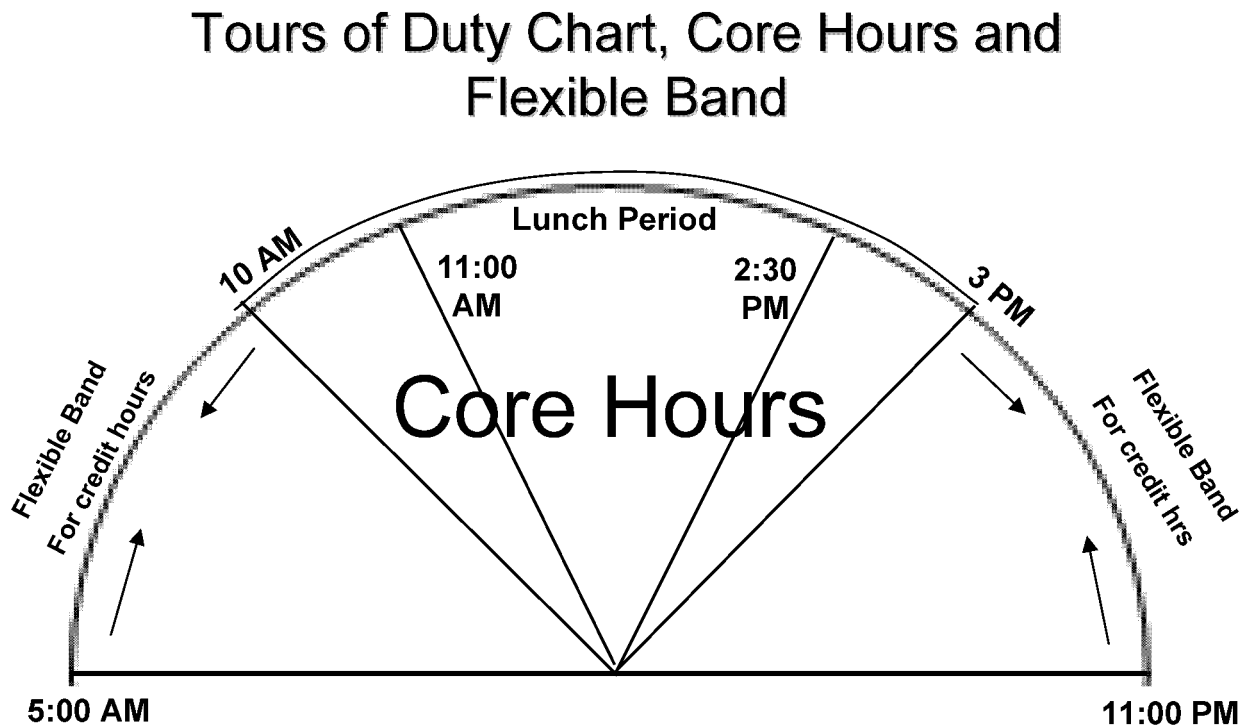 Tours of Duty Chart, Core Hours and
Flexible Band
Lunch Period
10 AM
11:00
AM
2:30
PM
3 PM
Core Hours
Flexible Band
For credit hours
Flexible Band
For credit hrs
5:00 AM
11:00 PM